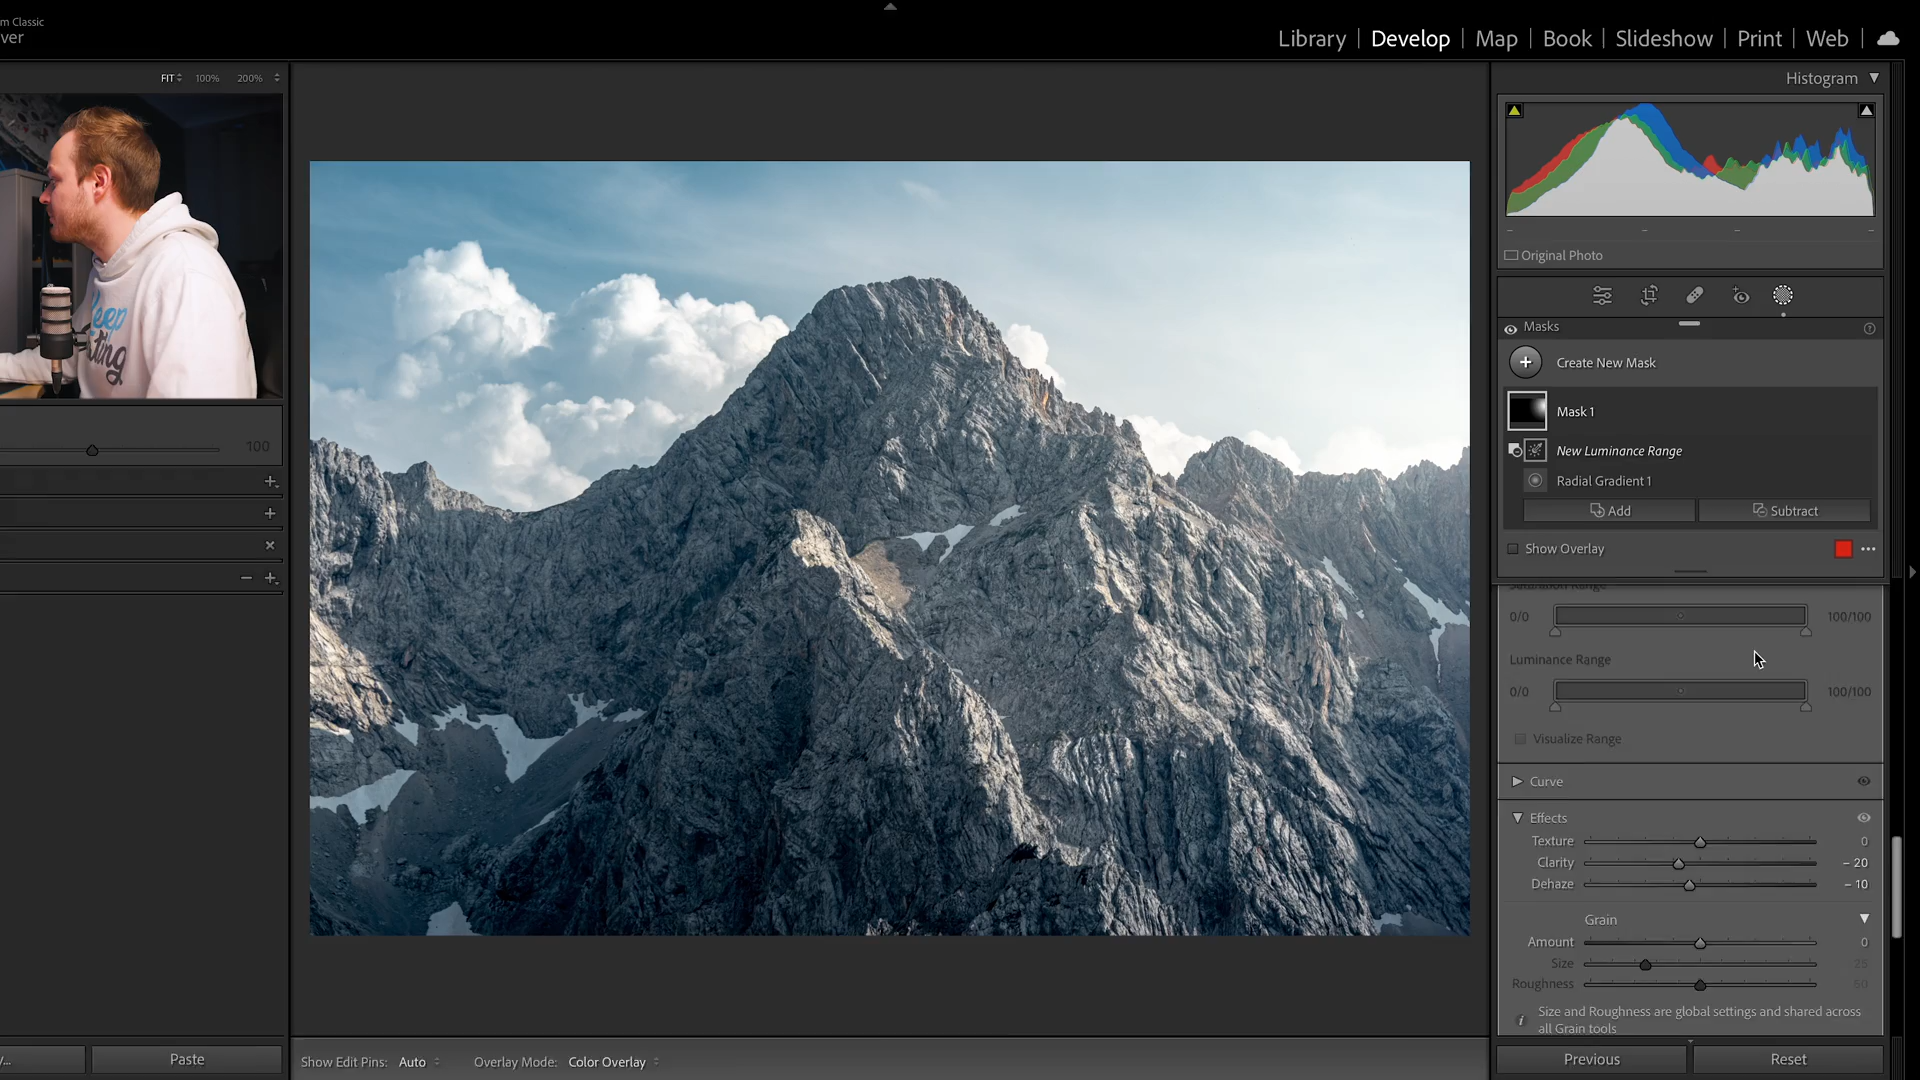 m Classic
ver
Library | Develop | Map | Book | Slideshow | Print | Web
FIT 100% 200%
Histogram
Original Photo
Masks
Create New Mask
Mask 1
New Luminance Range
Radial Gradient 1
Add Subtract
Show Overlay
100
Saturation Range
0/0 100/100
Luminance Range
0/0 100/100
Visualize Range
Curve
Effects
Texture 0
Clarity – 20
Dehaze – 10
Grain
Amount 0
Size 25
Roughness 50
Size and Roughness are global settings and shared across
all Grain tools
y... Paste
Show Edit Pins: Auto Overlay Mode: Color Overlay
Previous Reset